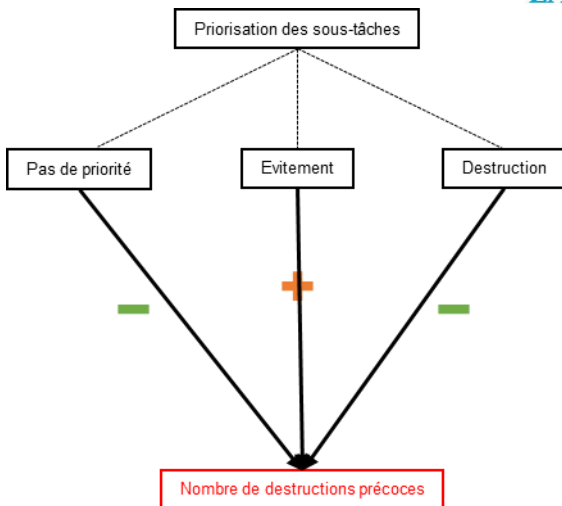 Priorisation des sous-tâches
Pas de priorité
Evitement
Destruction
Nombre de destructions précoces